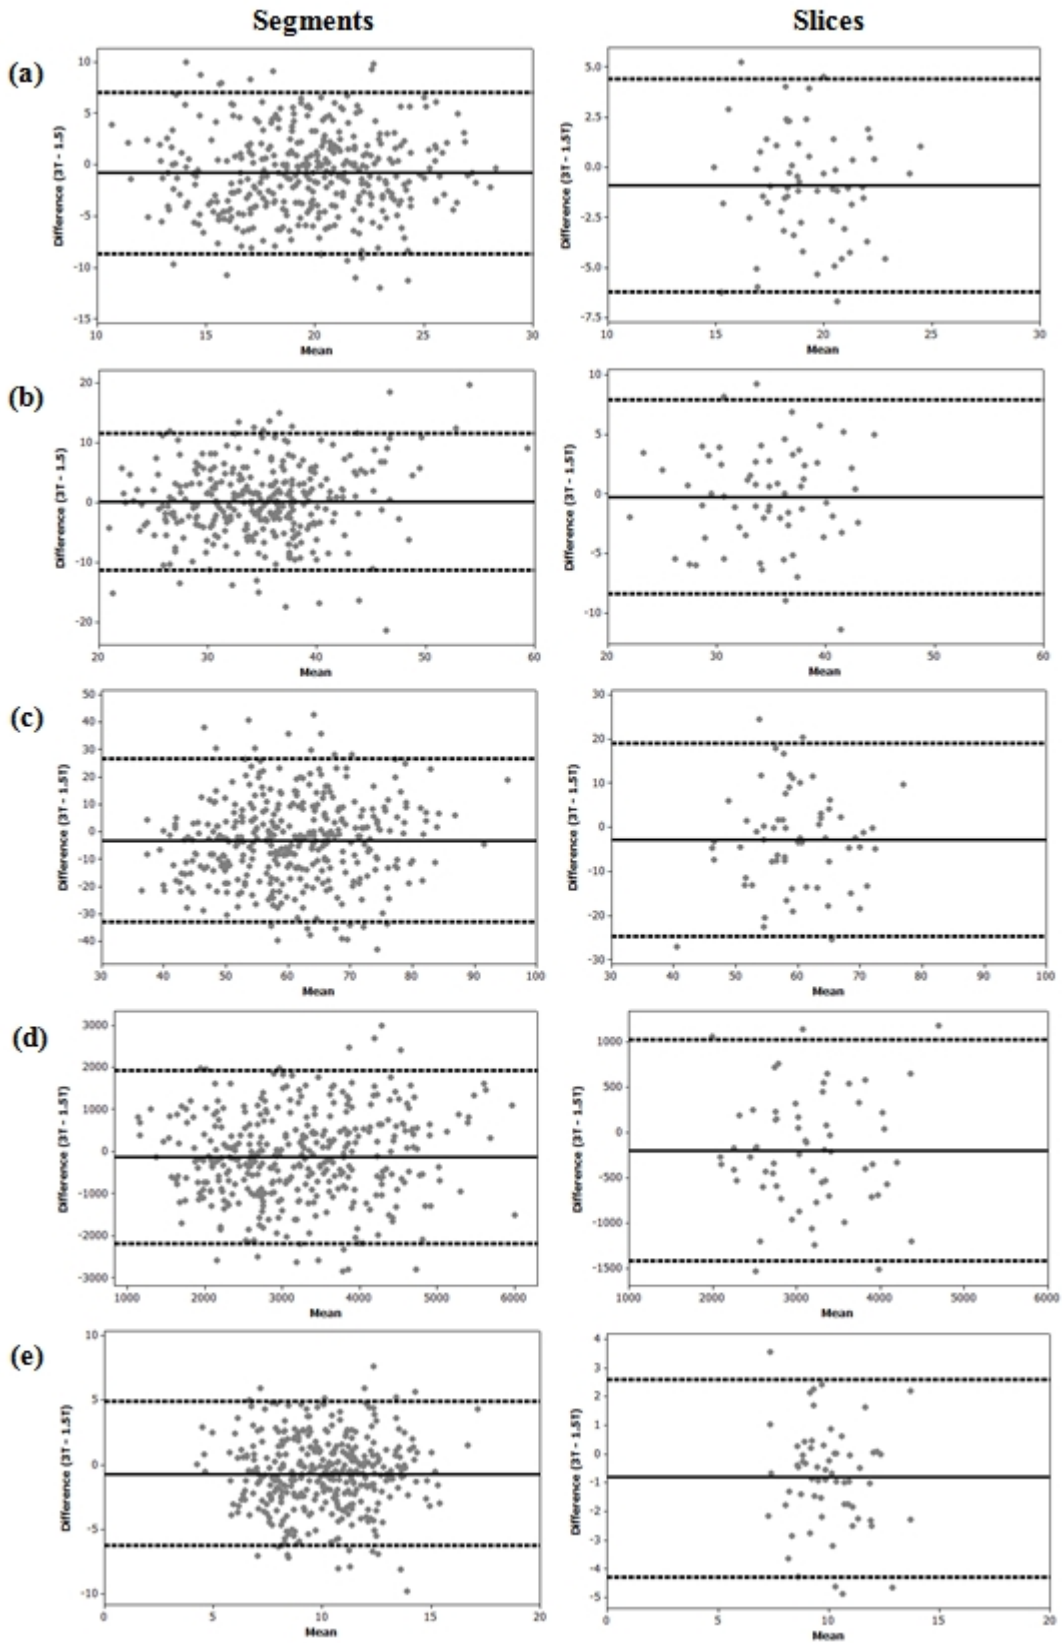 Segments Slices
(a)
Difference (3T - 1.5)
10
5
0
-5
-10
-15
10 15 20 25 30
Mean
Difference (3T - 1.5T)
5.0
2.5
0.0
-2.5
-5.0
-7.5
10 15 20 25 30
Mean
(b)
Difference (3T - 1.5)
20
10
0
-10
-20
20 30 40 50 60
Mean
Difference (3T - 1.5T)
10
5
0
-5
-10
20 30 40 50 60
Mean
(c)
Difference (3T - 1.5T)
50
40
30
20
10
0
-10
-20
-30
-40
30 40 50 60 70 80 90 100
Mean
Difference (3T - 1.5T)
30
20
10
0
-10
-20
-30
30 40 50 60 70 80 90 100
Mean
(d)
Difference (3T - 1.5T)
3000
2000
1000
0
-1000
-2000
-3000
1000 2000 3000 4000 5000 6000
Mean
Difference (3T - 1.5T)
1000
500
0
-500
-1000
-1500
1000 2000 3000 4000 5000 6000
Mean
(e)
Difference (3T - 1.5T)
10
5
0
-5
-10
0 5 10 15 20
Mean
Difference (3T - 1.5T)
4
3
2
1
0
-1
-2
-3
-4
-5
0 5 10 15 20
Mean